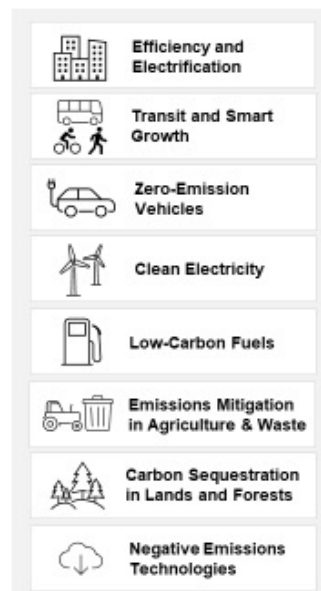 Efficiency and
Electrification
Transit and Smart
Growth
Zero-Emission
Vehicles
Clean Electricity
Low-Carbon Fuels
Emissions Mitigation
in Agriculture & Waste
Carbon Sequestration
in Lands and Forests
Negative Emissions
Technologies